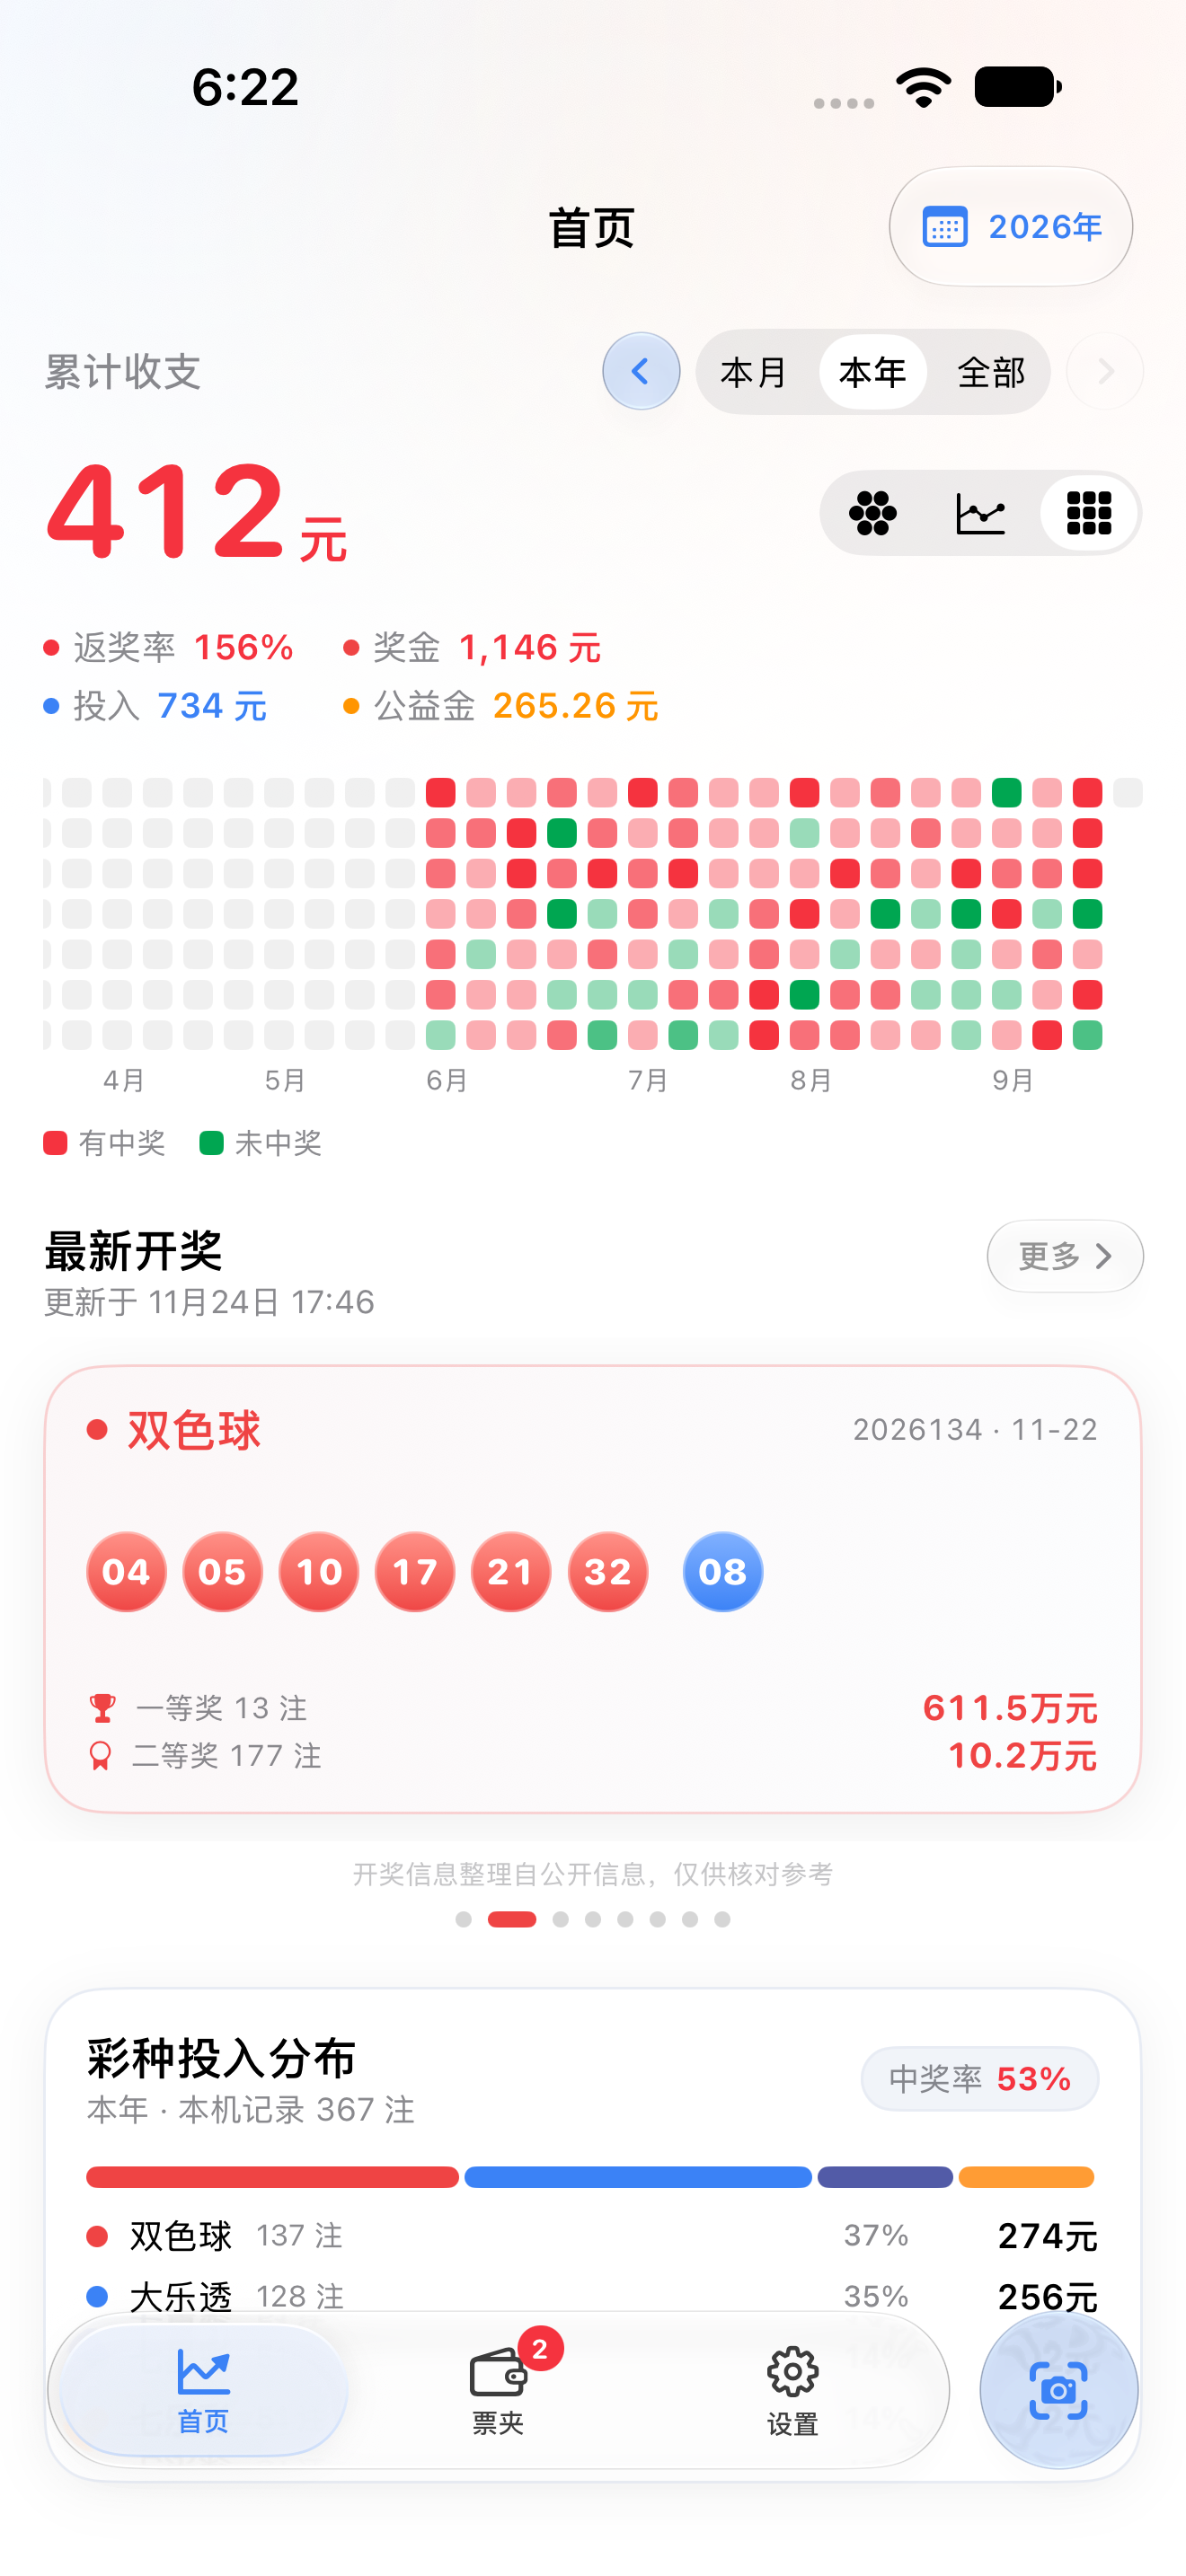 6:22
首页
2026年
累计收支
本月 本年 全部
412元
返奖率 156% 奖金 1,146 元
投入 734 元 公益金 265.26 元
4月 5月 6月 7月 8月 9月
有中奖 未中奖
最新开奖
更多
更新于 11月24日 17:46
双色球 2026134 · 11-22
04 05 10 17 21 32 08
一等奖 13 注 611.5万元
二等奖 177 注 10.2万元
开奖信息整理自公开信息，仅供核对参考
彩种投入分布
中奖率 53%
本年 · 本机记录 367 注
双色球 137 注 37% 274元
大乐透 128 注 35% 256元
2
首页 票夹 设置